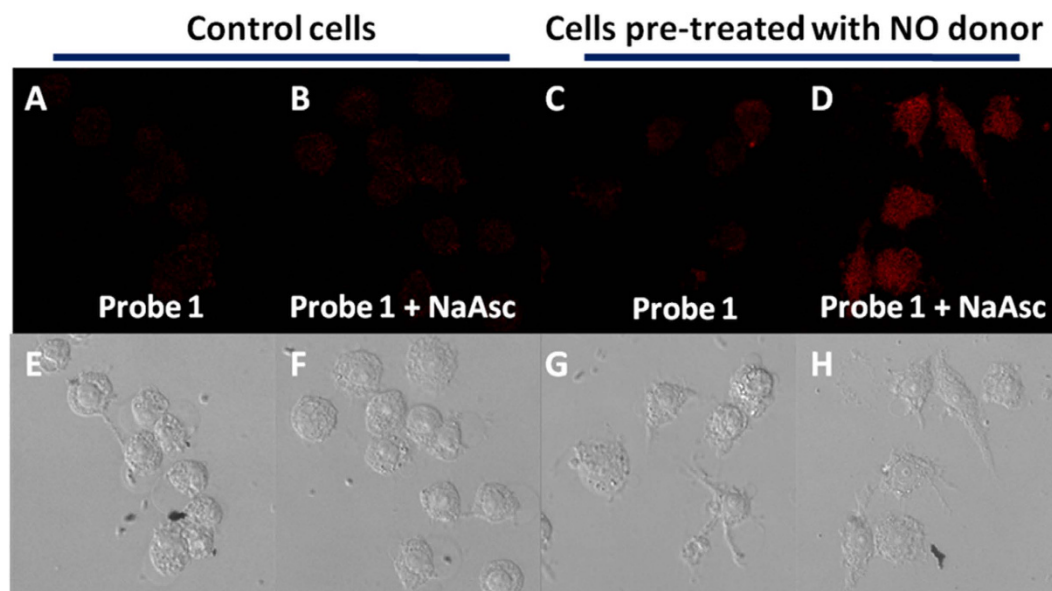 Control cells
Cells pre-treated with NO donor
A
B
C
D
Probe 1
Probe 1 + NaAsc
Probe 1
Probe 1 + NaAsc
E
F
G
H